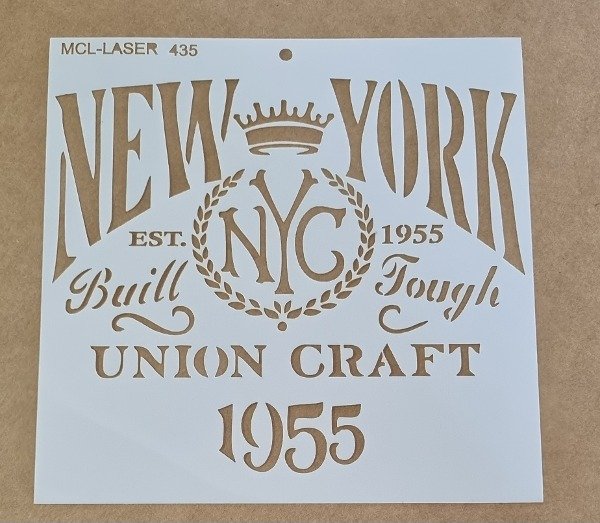 MCL-LASER 435
NEW YORK
NYC
EST. 1955
Buill Tough
UNION CRAFT
1955